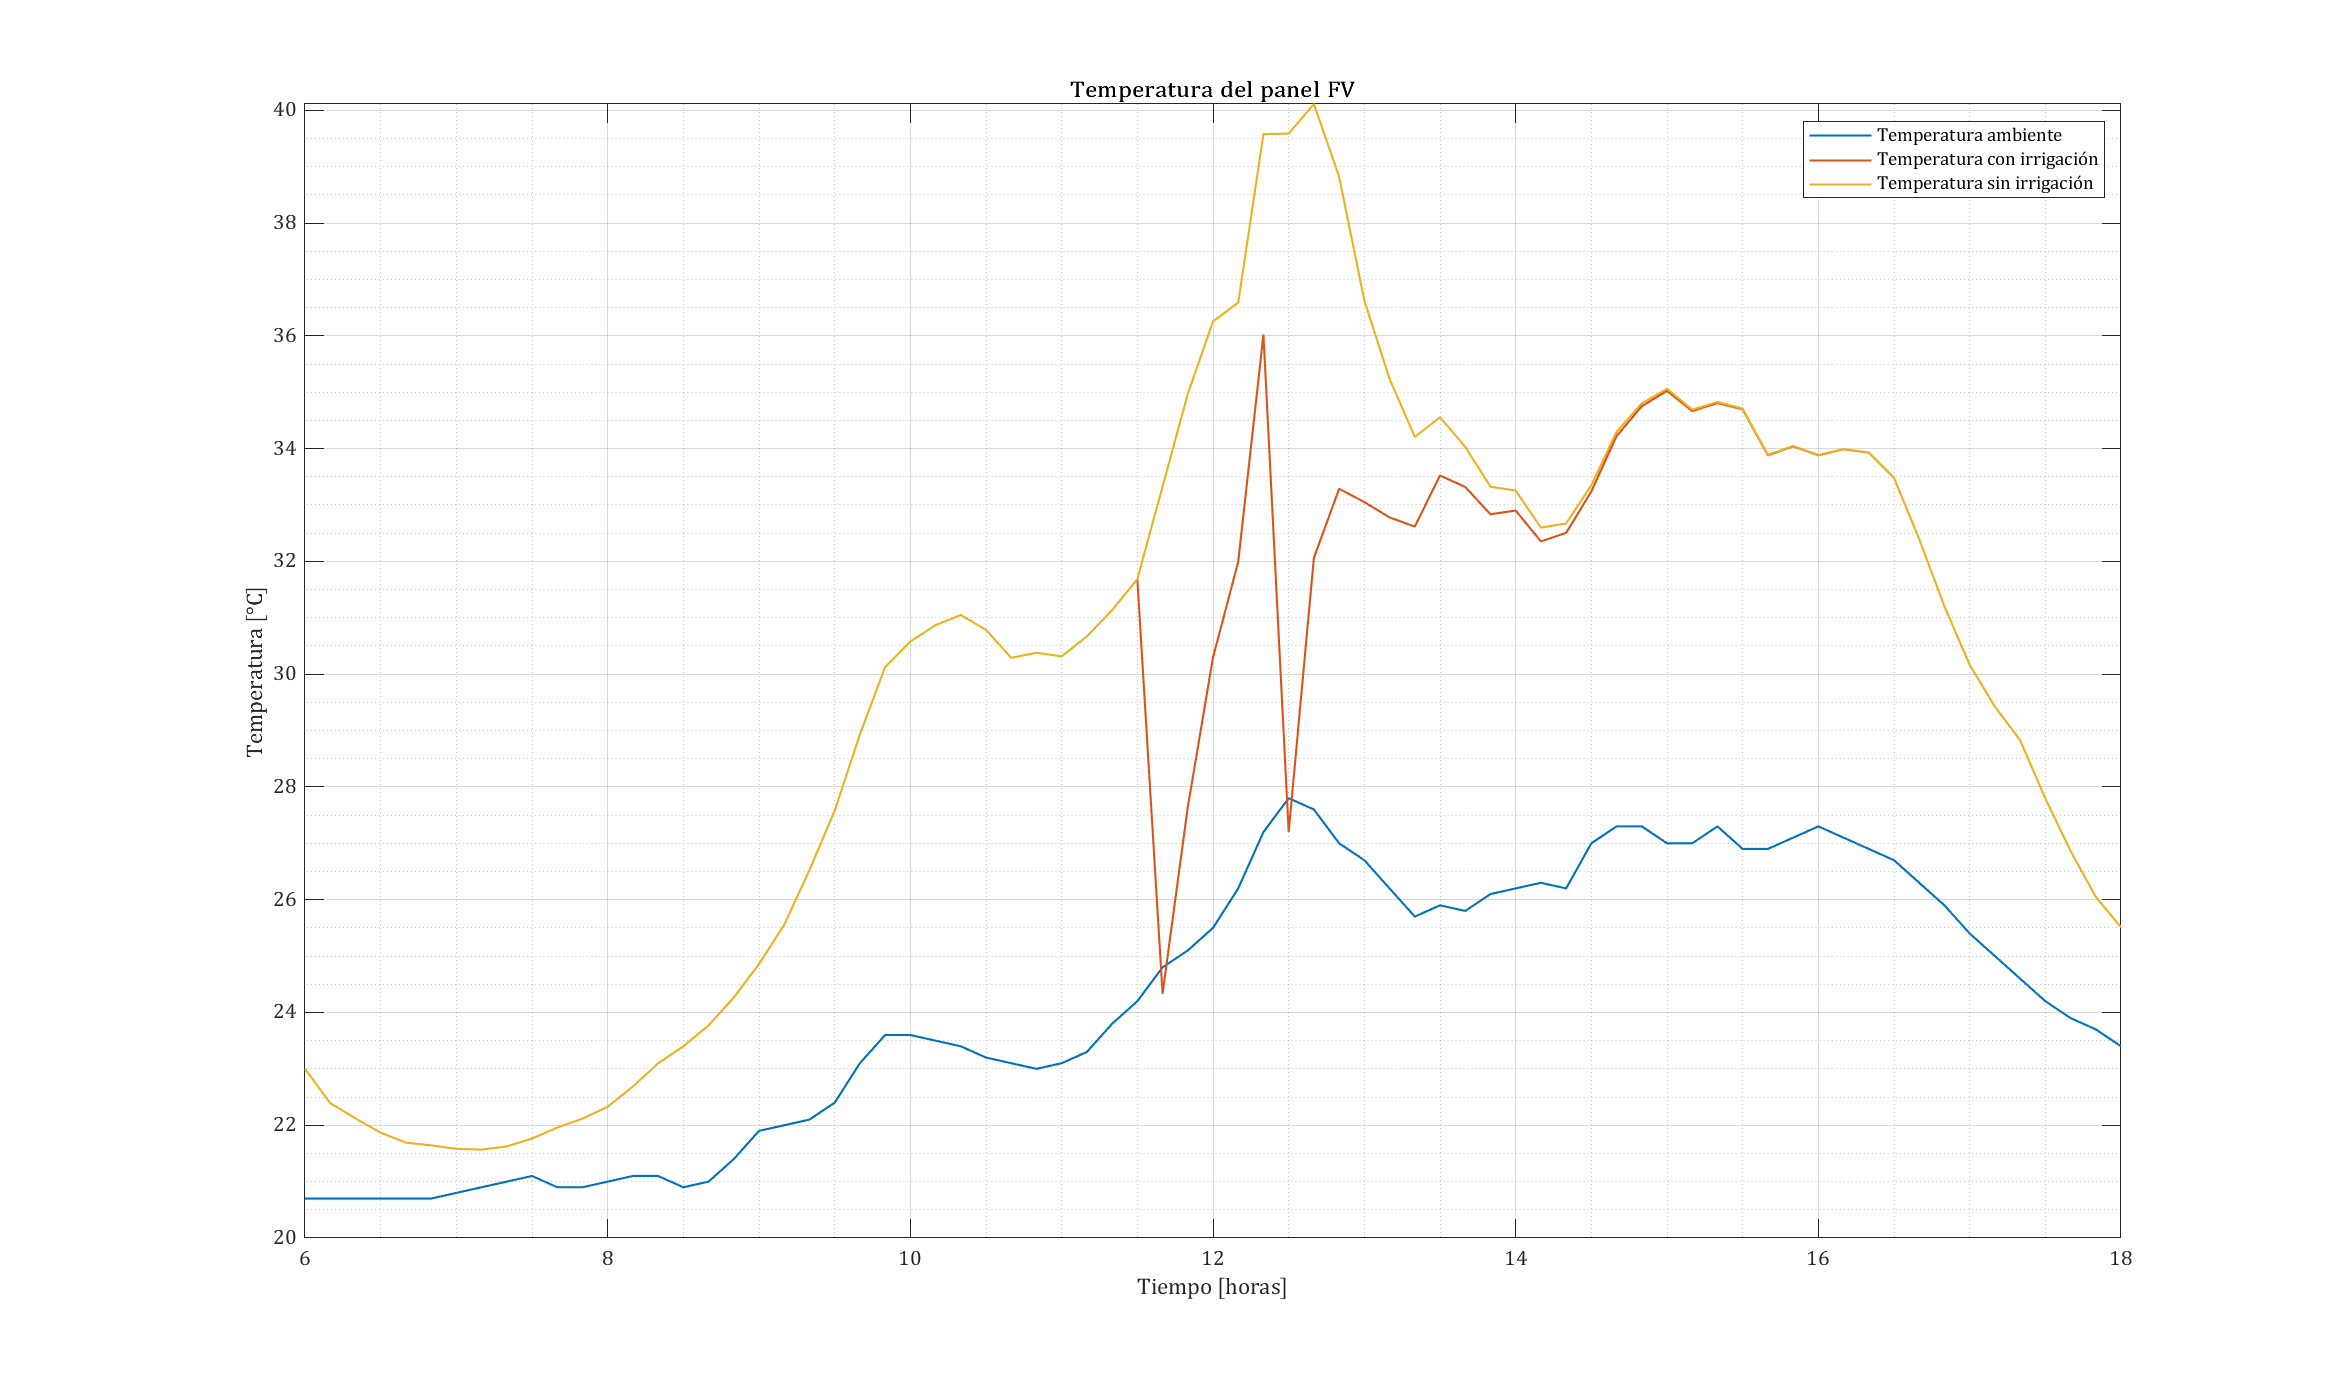 Temperatura del panel FV
Temperatura ambiente
Temperatura con irrigación
Temperatura sin irrigación
40
38
36
34
32
30
28
26
24
22
20
Temperatura [°C]
6 8 10 12 14 16 18
Tiempo [horas]